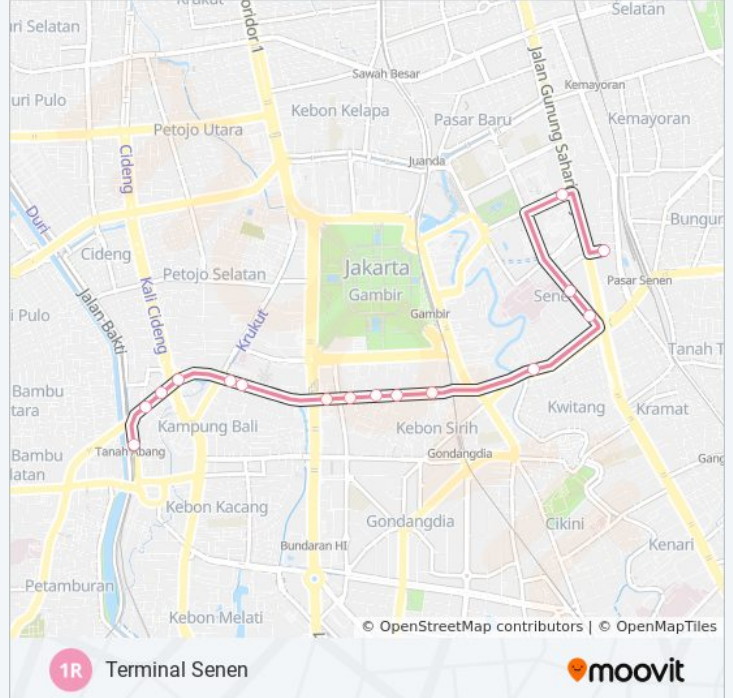 Krukut
Selatan
oridor 1
ri Selatan
Sawah Besar
Jalan Gunung Sahari
Kemayoran
uri Pulo
Kebon Kelapa
Pasar Baru
Kemayoran
Petojo Utara
Cideng
Juanda
Duri
Bungur
Cideng
Jakarta
Petojo Selatan
Pasar Senen
Kali Cideng
Gambir
Senen
Jalan Bakti
Gambir
i Pulo
Krukut
Tanah T
Bambu
tara
Kwitang
Kramat
Kampung Bali
Kebon Sirih
Bambu
latan
Tanah Abang
Gondangdia
Gang
Kebon Kacang
Gondangdia
Cikini
Bundaran HI
Kenari
Petamburan
Kebon Melati
© OpenStreetMap contributors | © OpenMapTiles
1R Terminal Senen
moovit